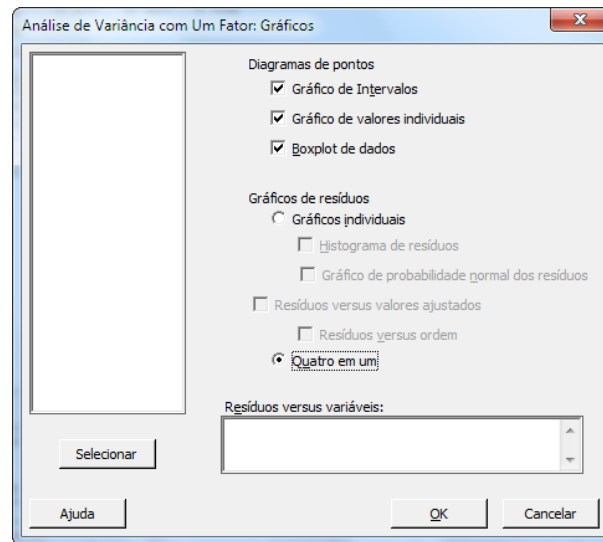 Análise de Variância com Um Fator: Gráficos
Diagramas de pontos
Gráfico de Intervalos
Gráfico de valores individuais
Boxplot de dados
Gráficos de resíduos
Gráficos individuais
Histograma de resíduos
Gráfico de probabilidade normal dos resíduos
Resíduos versus valores ajustados
Resíduos versus ordem
Quatro em um
Resíduos versus variáveis:
Selecionar
Ajuda
OK
Cancelar